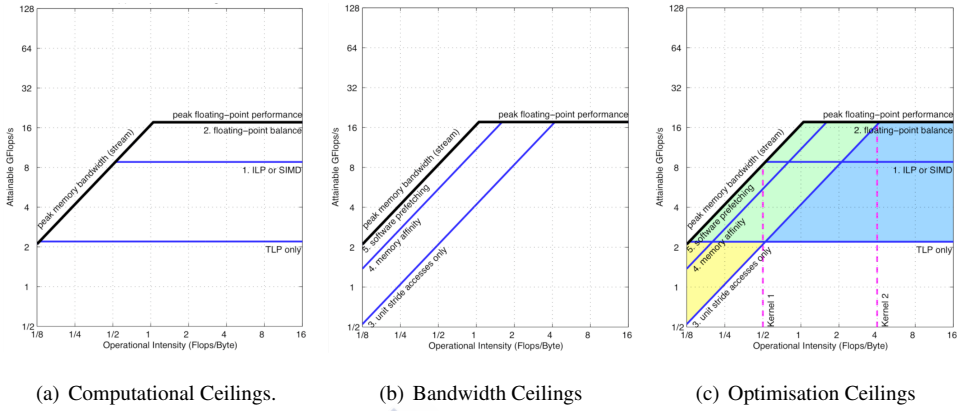 128
64
32
16
8
4
2
1
1/2
Attainable GFlops/s
peak floating−point performance
2. floating−point balance
peak memory bandwidth (stream)
1. ILP or SIMD
TLP only
1/8 1/4 1/2 1 2 4 8 16
Operational Intensity (Flops/Byte)
(a) Computational Ceilings.
128
64
32
16
8
4
2
1
1/2
Attainable GFlops/s
peak floating−point performance
peak memory bandwidth (stream)
5. software prefetching
4. memory affinity
3. unit stride accesses only
1/8 1/4 1/2 1 2 4 8 16
Operational Intensity (Flops/Byte)
(b) Bandwidth Ceilings
128
64
32
16
8
4
2
1
1/2
Attainable GFlops/s
peak floating−point performance
2. floating−point balance
peak memory bandwidth (stream)
1. ILP or SIMD
5. software prefetching
4. memory affinity
TLP only
3. unit stride accesses only
Kernel 1
Kernel 2
1/8 1/4 1/2 1 2 4 8 16
Operational Intensity (Flops/Byte)
(c) Optimisation Ceilings